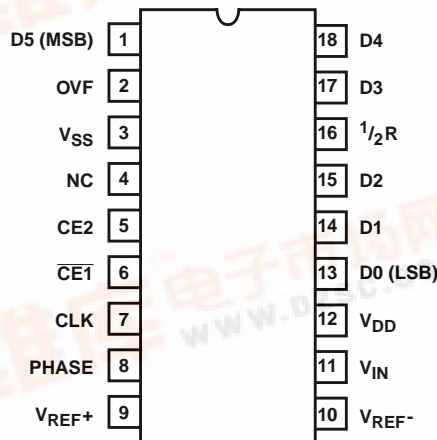 D5 (MSB) 1 18 D4
OVF 2 17 D3
VSS 3 16 1/2R
NC 4 15 D2
CE2 5 14 D1
C̅E̅1̅ 6 13 D0 (LSB)
CLK 7 12 VDD
PHASE 8 11 VIN
VREF+ 9 10 VREF-